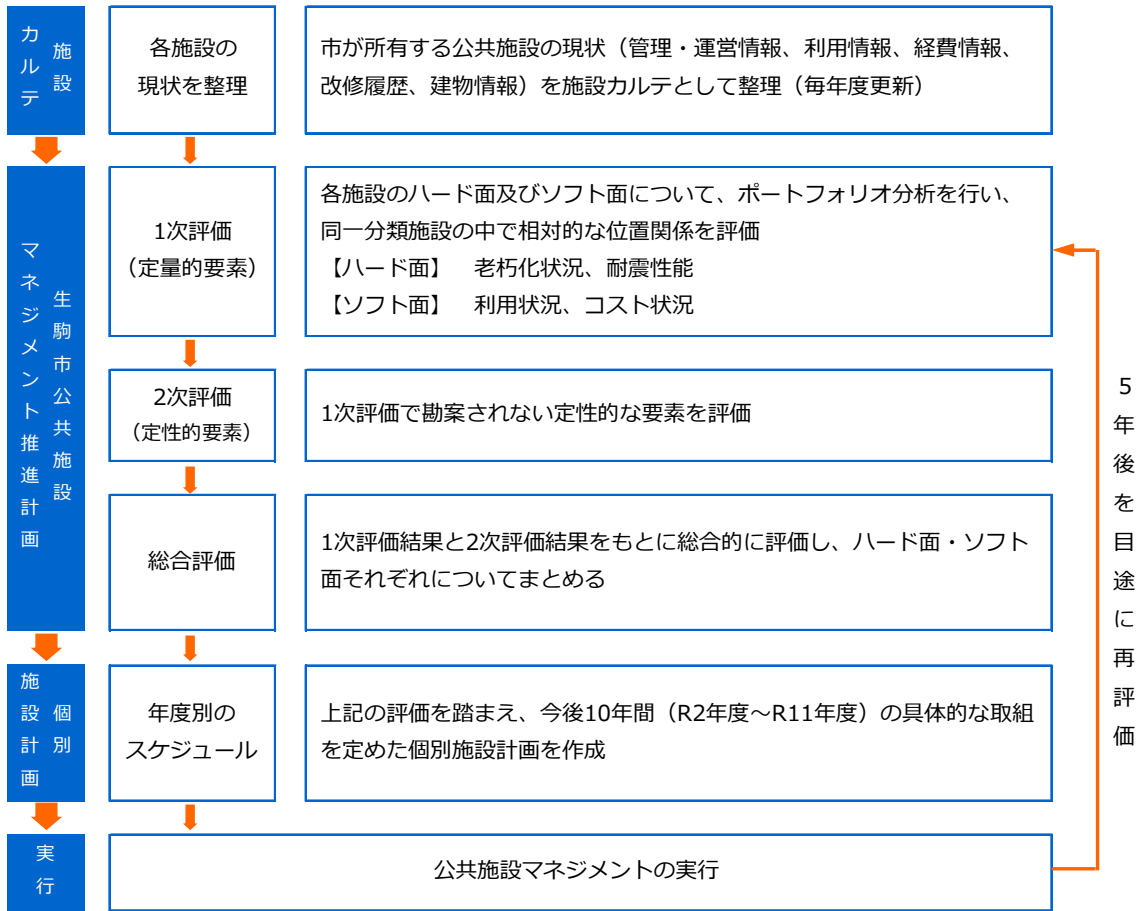 施設
カルテ
各施設の
現状を整理
市が所有する公共施設の現状（管理・運営情報、利用情報、経費情報、
改修履歴、建物情報）を施設カルテとして整理（毎年度更新）
生駒市公共施設
マネジメント推進計画
1次評価
（定量的要素）
各施設のハード面及びソフト面について、ポートフォリオ分析を行い、
同一分類施設の中で相対的な位置関係を評価
【ハード面】　老朽化状況、耐震性能
【ソフト面】　利用状況、コスト状況
2次評価
（定性的要素）
1次評価で勘案されない定性的な要素を評価
総合評価
1次評価結果と2次評価結果をもとに総合的に評価し、ハード面・ソフト
面それぞれについてまとめる
個別
施設計画
年度別の
スケジュール
上記の評価を踏まえ、今後10年間（R2年度～R11年度）の具体的な取組
を定めた個別施設計画を作成
実行
公共施設マネジメントの実行
５年後を目途に再評価